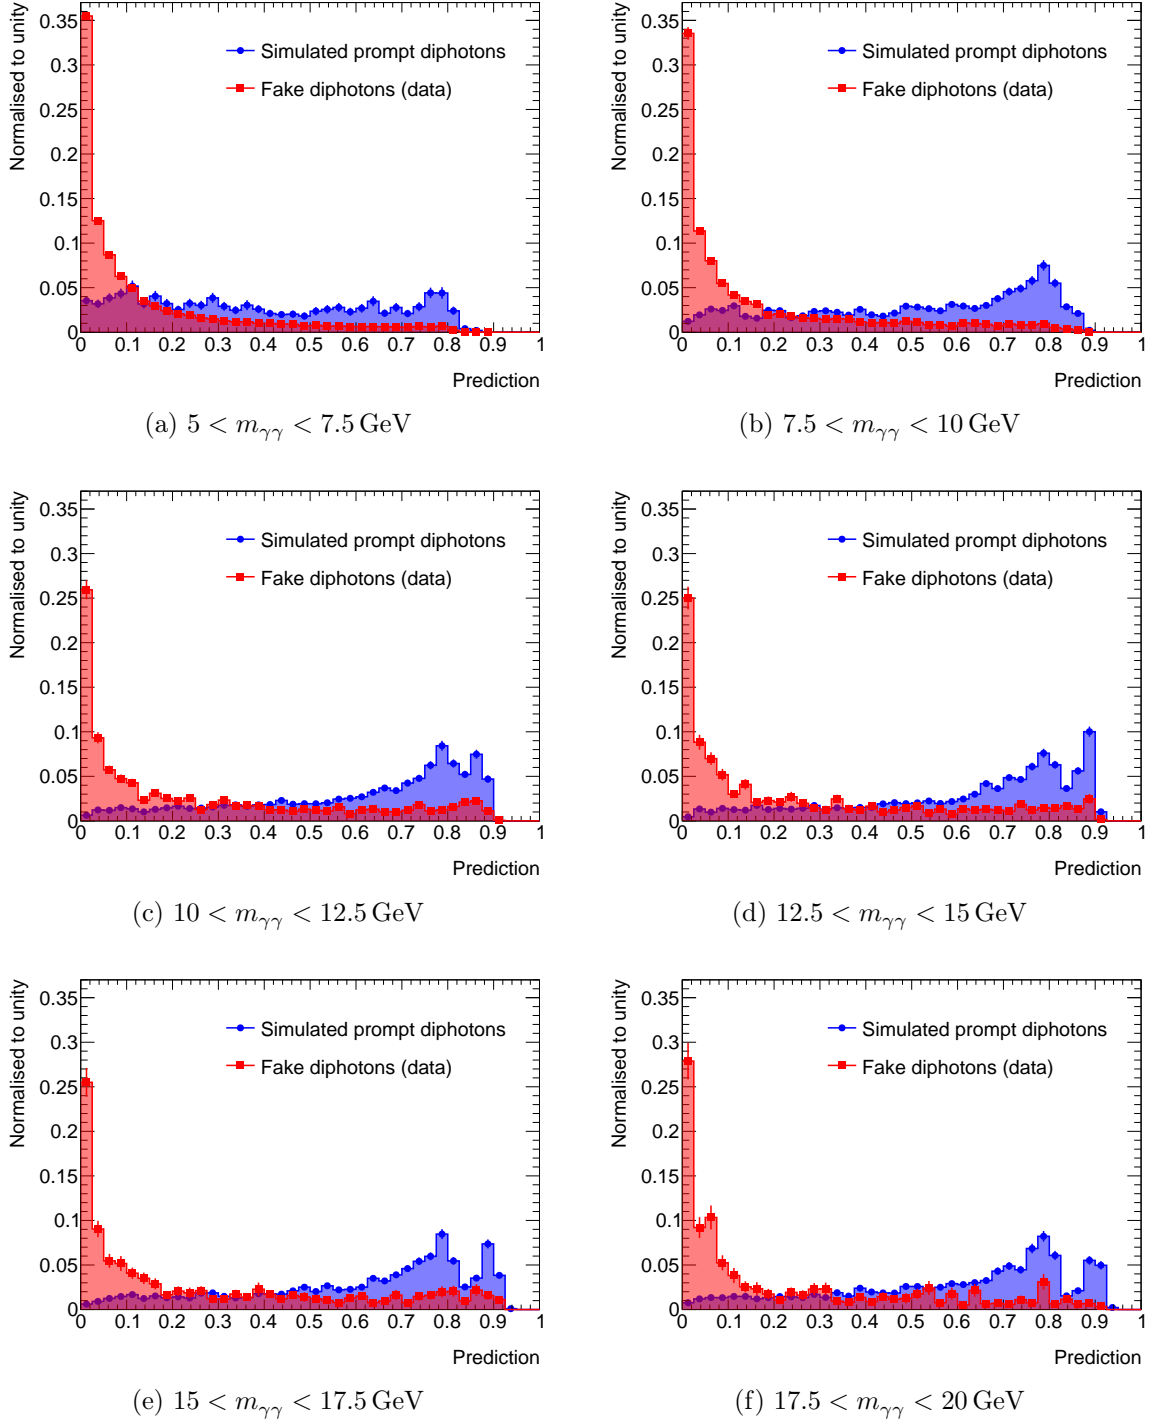 Normalised to unity
0.35
0.3
0.25
0.2
0.15
0.1
0.05
0
Simulated prompt diphotons
Fake diphotons (data)
0 0.1 0.2 0.3 0.4 0.5 0.6 0.7 0.8 0.9 1
Prediction
(a) 5 < mγγ < 7.5 GeV
Normalised to unity
0.35
0.3
0.25
0.2
0.15
0.1
0.05
0
Simulated prompt diphotons
Fake diphotons (data)
0 0.1 0.2 0.3 0.4 0.5 0.6 0.7 0.8 0.9 1
Prediction
(b) 7.5 < mγγ < 10 GeV
Normalised to unity
0.35
0.3
0.25
0.2
0.15
0.1
0.05
0
Simulated prompt diphotons
Fake diphotons (data)
0 0.1 0.2 0.3 0.4 0.5 0.6 0.7 0.8 0.9 1
Prediction
(c) 10 < mγγ < 12.5 GeV
Normalised to unity
0.35
0.3
0.25
0.2
0.15
0.1
0.05
0
Simulated prompt diphotons
Fake diphotons (data)
0 0.1 0.2 0.3 0.4 0.5 0.6 0.7 0.8 0.9 1
Prediction
(d) 12.5 < mγγ < 15 GeV
Normalised to unity
0.35
0.3
0.25
0.2
0.15
0.1
0.05
0
Simulated prompt diphotons
Fake diphotons (data)
0 0.1 0.2 0.3 0.4 0.5 0.6 0.7 0.8 0.9 1
Prediction
(e) 15 < mγγ < 17.5 GeV
Normalised to unity
0.35
0.3
0.25
0.2
0.15
0.1
0.05
0
Simulated prompt diphotons
Fake diphotons (data)
0 0.1 0.2 0.3 0.4 0.5 0.6 0.7 0.8 0.9 1
Prediction
(f) 17.5 < mγγ < 20 GeV